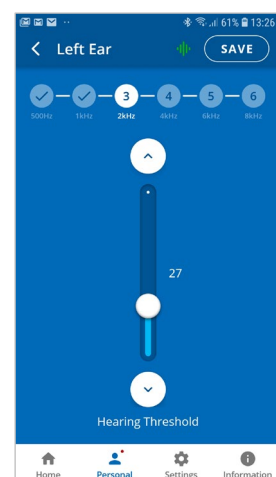 61% 13:26
Left Ear SAVE
3 4 5 6
500Hz 1kHz 2kHz 4kHz 6kHz 8kHz
27
Hearing Threshold
Home Personal Settings Information